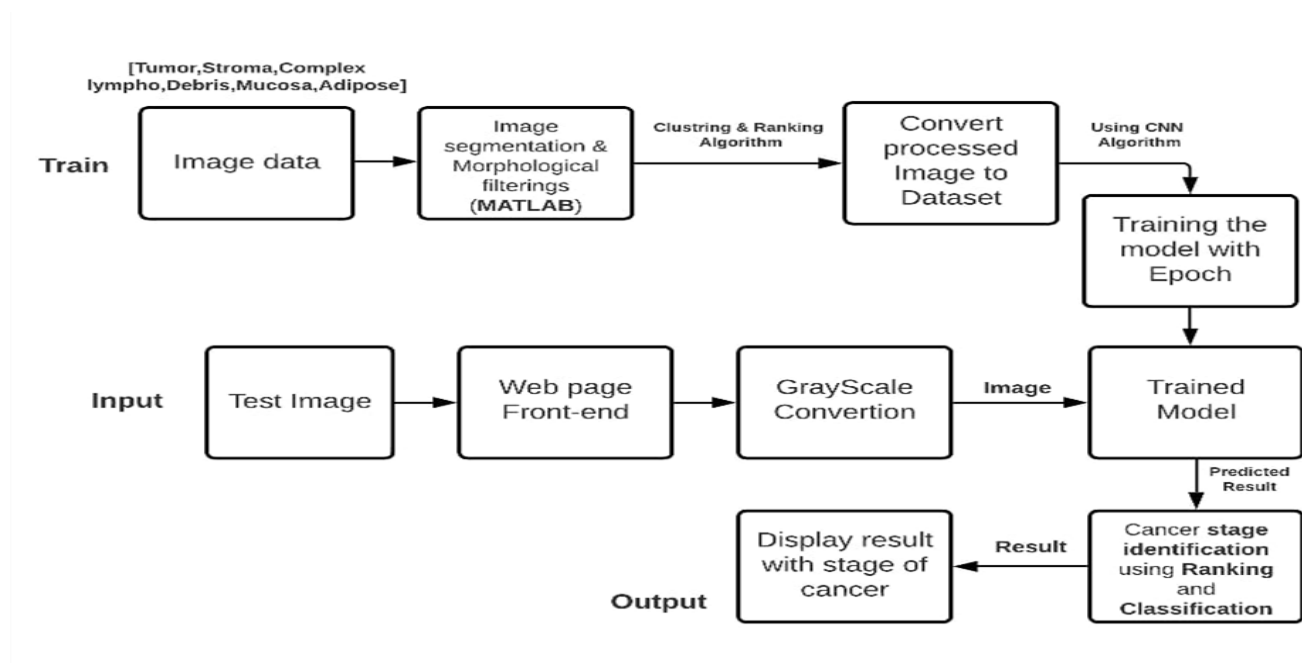 [Tumor,Stroma,Complex
lympho,Debris,Mucosa,Adipose]
Train
Image data
Image
segmentation &
Morphological
filterings
(MATLAB)
Clustring & Ranking
Algorithm
Convert
processed
Image to
Dataset
Using CNN
Algorithm
Training the
model with
Epoch
Input
Test Image
Web page
Front-end
GrayScale
Convertion
Image
Trained
Model
Predicted
Result
Cancer stage
identification
using Ranking
and
Classification
Result
Display result
with stage of
cancer
Output